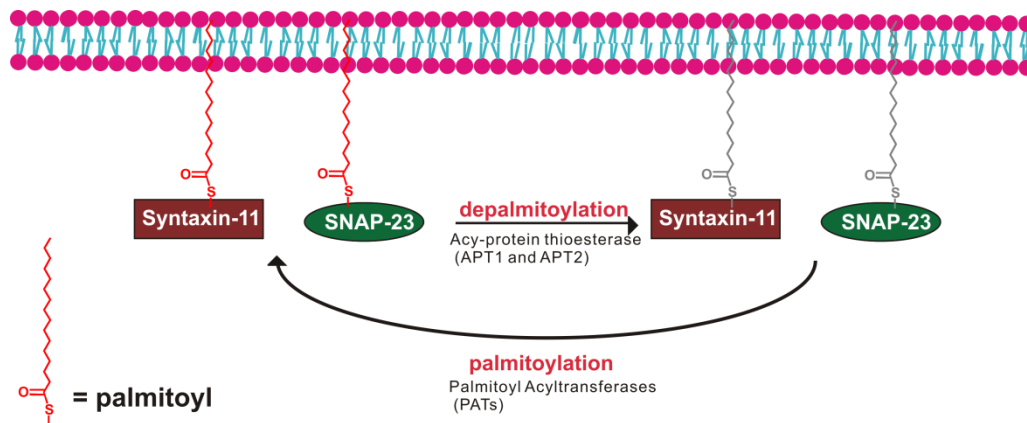 O
S
O
S
O
S
O
S
Syntaxin-11
SNAP-23
depalmitoylation
Acy-protein thioesterase
(APT1 and APT2)
Syntaxin-11
SNAP-23
palmitoylation
Palmitoyl Acyltransferases
(PATs)
O
S
= palmitoyl